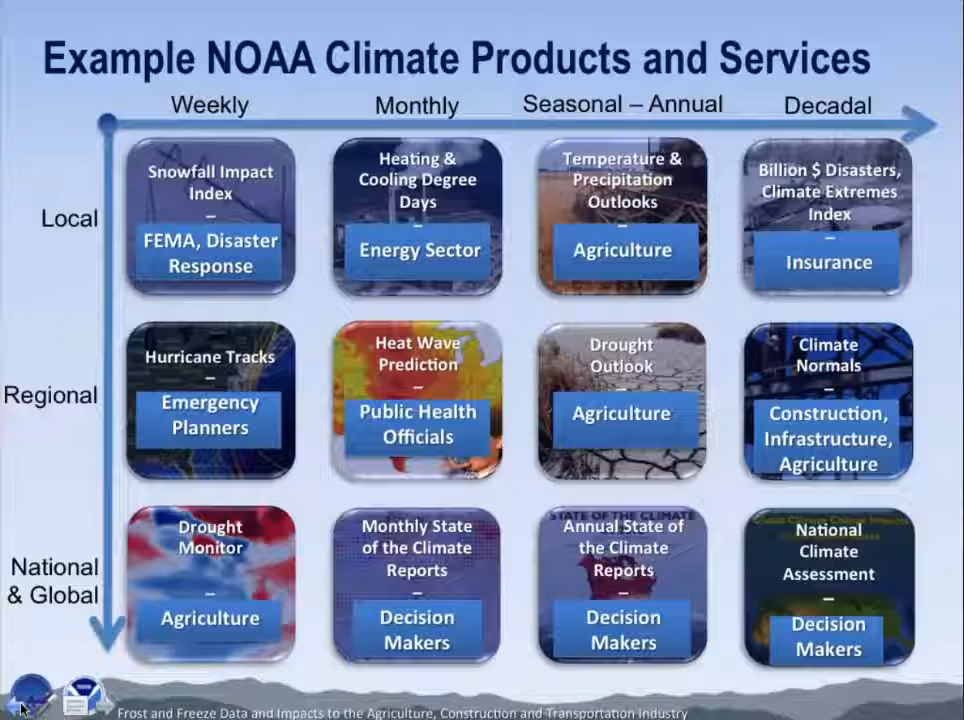 Example NOAA Climate Products and Services
Weekly
Monthly
Seasonal – Annual
Decadal
Local
Snowfall Impact
Index
–
FEMA, Disaster
Response
Heating &
Cooling Degree
Days
–
Energy Sector
Temperature &
Precipitation
Outlooks
–
Agriculture
Billion $ Disasters,
Climate Extremes
Index
–
Insurance
Regional
Hurricane Tracks
–
Emergency
Planners
Heat Wave
Prediction
–
Public Health
Officials
Drought
Outlook
–
Agriculture
Climate
Normals
–
Construction,
Infrastructure,
Agriculture
National
& Global
Drought
Monitor
–
Agriculture
Monthly State
of the Climate
Reports
–
Decision
Makers
STATE OF THE CLIMATE
Annual State of
the Climate
Reports
–
Decision
Makers
National
Climate
Assessment
–
Decision
Makers
Frost and Freeze Data and Impacts to the Agriculture, Construction and Transportation Industry